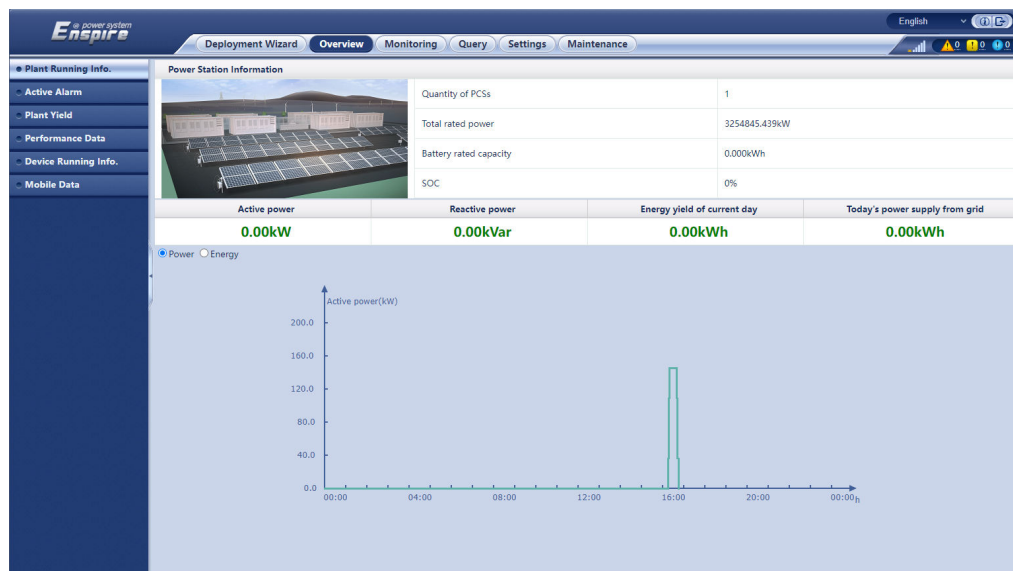 Enspire e power system
English
Deployment Wizard Overview Monitoring Query Settings Maintenance
0 0 0
Plant Running Info.
Active Alarm
Plant Yield
Performance Data
Device Running Info.
Mobile Data
Power Station Information
Quantity of PCSs 1
Total rated power 3254845.439kW
Battery rated capacity 0.000kWh
SOC 0%
Active power Reactive power Energy yield of current day Today's power supply from grid
0.00kW 0.00kVar 0.00kWh 0.00kWh
Power Energy
Active power(kW)
200.0
160.0
120.0
80.0
40.0
0.0
00:00 04:00 08:00 12:00 16:00 20:00 00:00 h